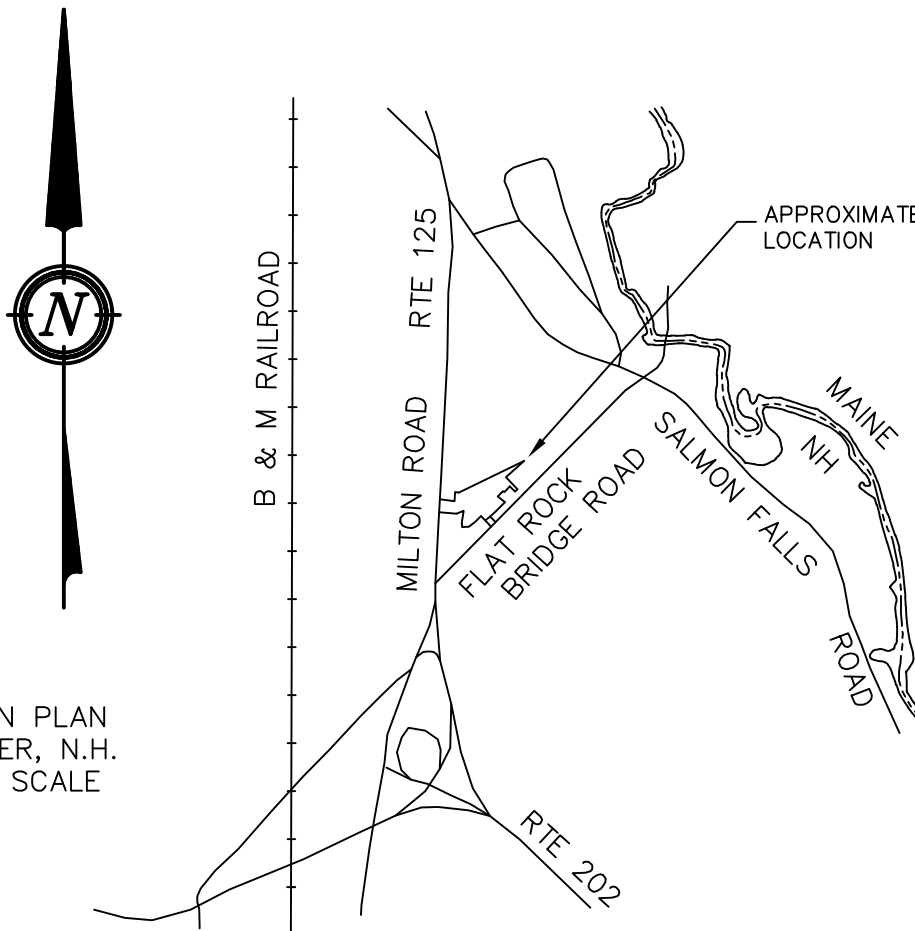 APPROXIMATE
LOCATION
RTE 125
B & M RAILROAD
MILTON ROAD
N
MAINE
NH
SALMON FALLS
ROAD
FLAT ROCK
BRIDGE ROAD
N PLAN
ER, N.H.
SCALE
RTE 202